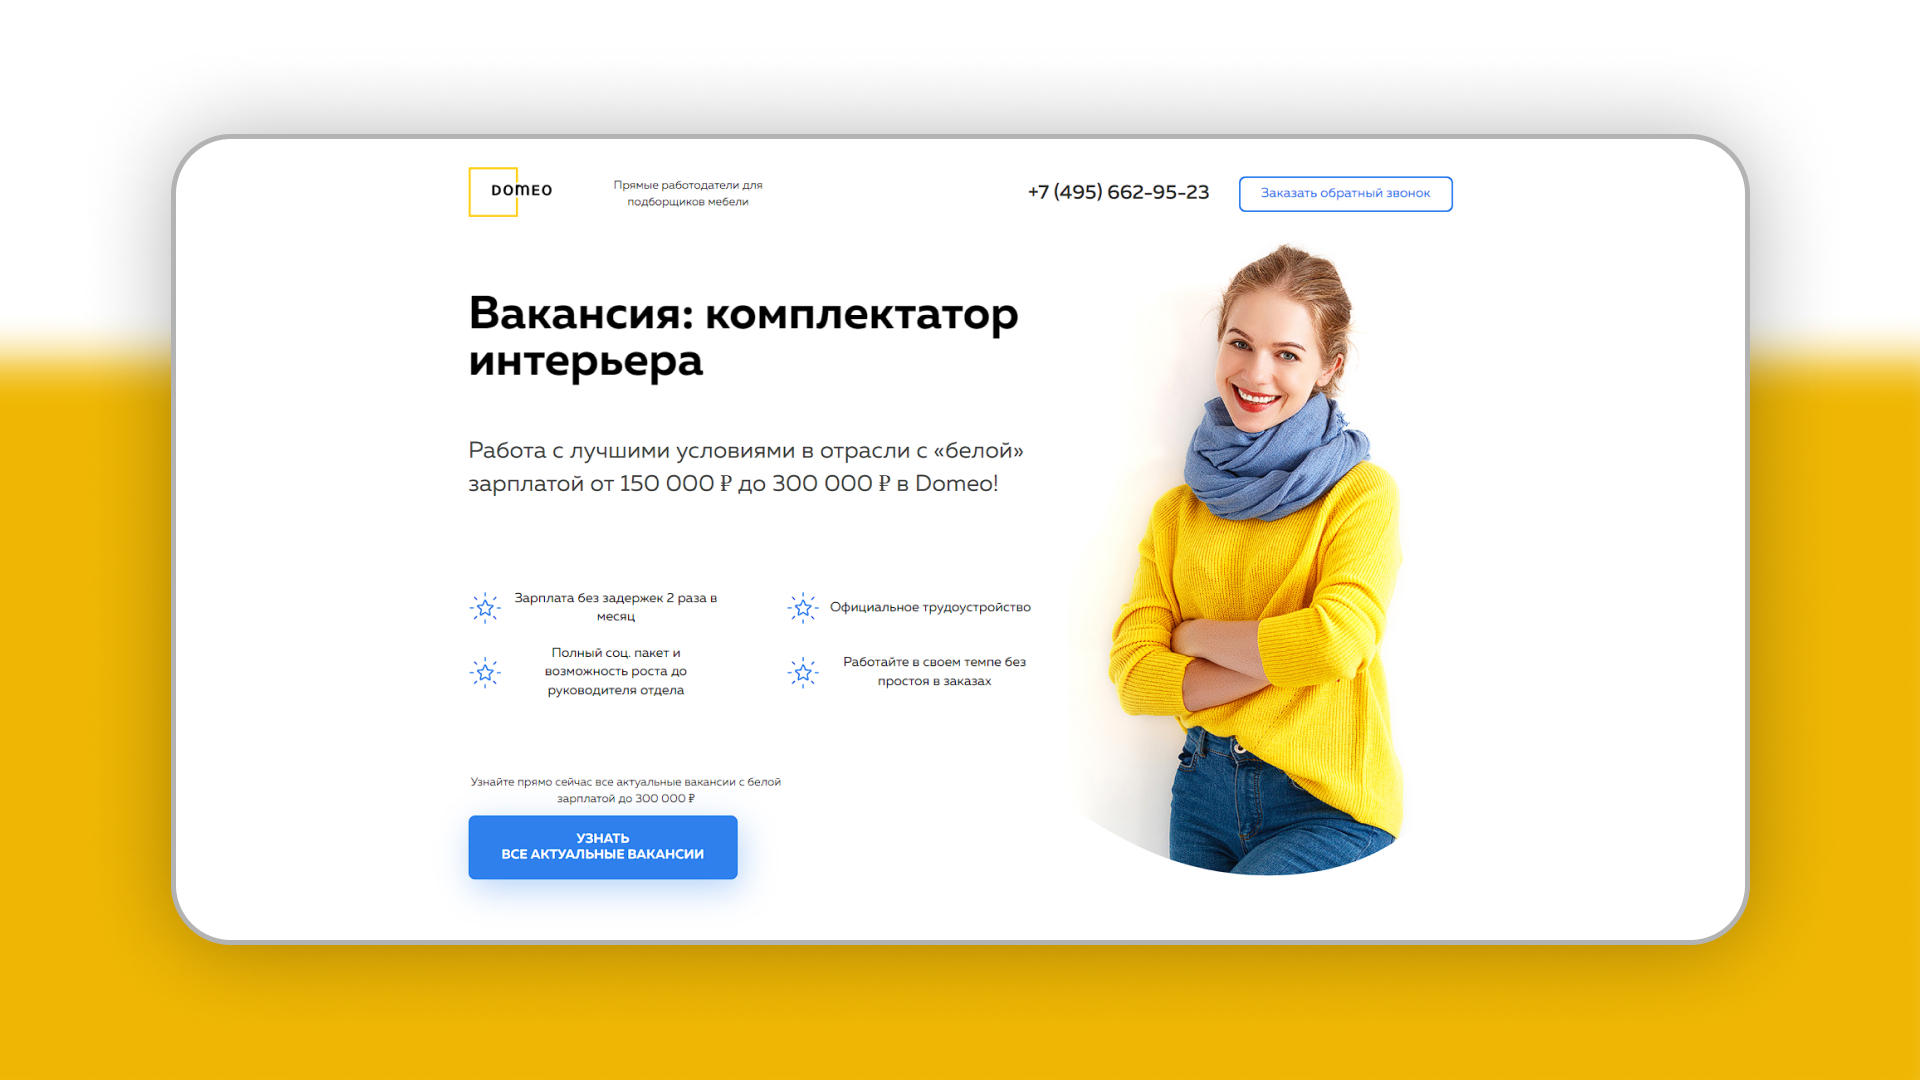 DOMEO
Прямые работодатели для
подборщиков мебели
+7 (495) 662-95-23
Заказать обратный звонок
Вакансия: комплектатор
интерьера
Работа с лучшими условиями в отрасли с «белой»
зарплатой от 150 000 ₽ до 300 000 ₽ в Domeo!
Зарплата без задержек 2 раза в
месяц
Официальное трудоустройство
Полный соц. пакет и
возможность роста до
руководителя отдела
Работайте в своем темпе без
простоя в заказах
Узнайте прямо сейчас все актуальные вакансии с белой
зарплатой до 300 000 ₽
УЗНАТЬ
ВСЕ АКТУАЛЬНЫЕ ВАКАНСИИ